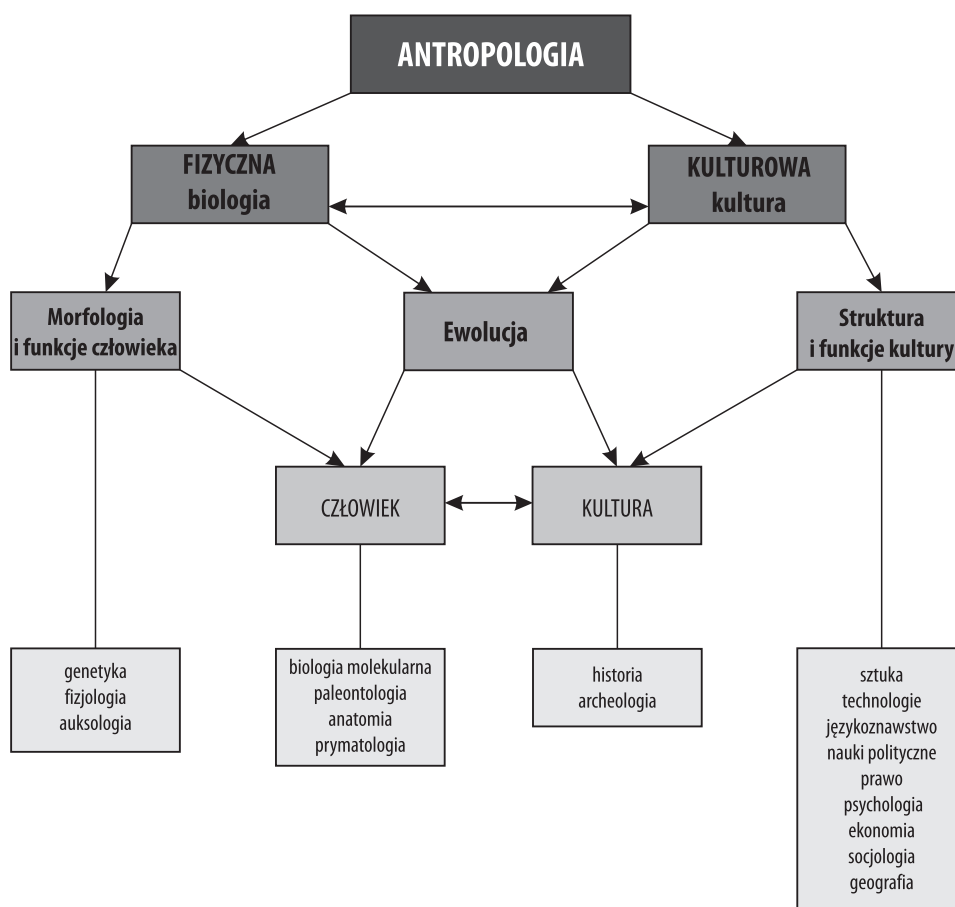 ANTROPOLOGIA
FIZYCZNA
biologia
KULTUROWA
kultura
Morfologia
i funkcje człowieka
Ewolucja
Struktura
i funkcje kultury
CZŁOWIEK
KULTURA
genetyka
fizjologia
auksologia
biologia molekularna
paleontologia
anatomia
prymatologia
historia
archeologia
sztuka
technologie
językoznawstwo
nauki polityczne
prawo
psychologia
ekonomia
socjologia
geografia